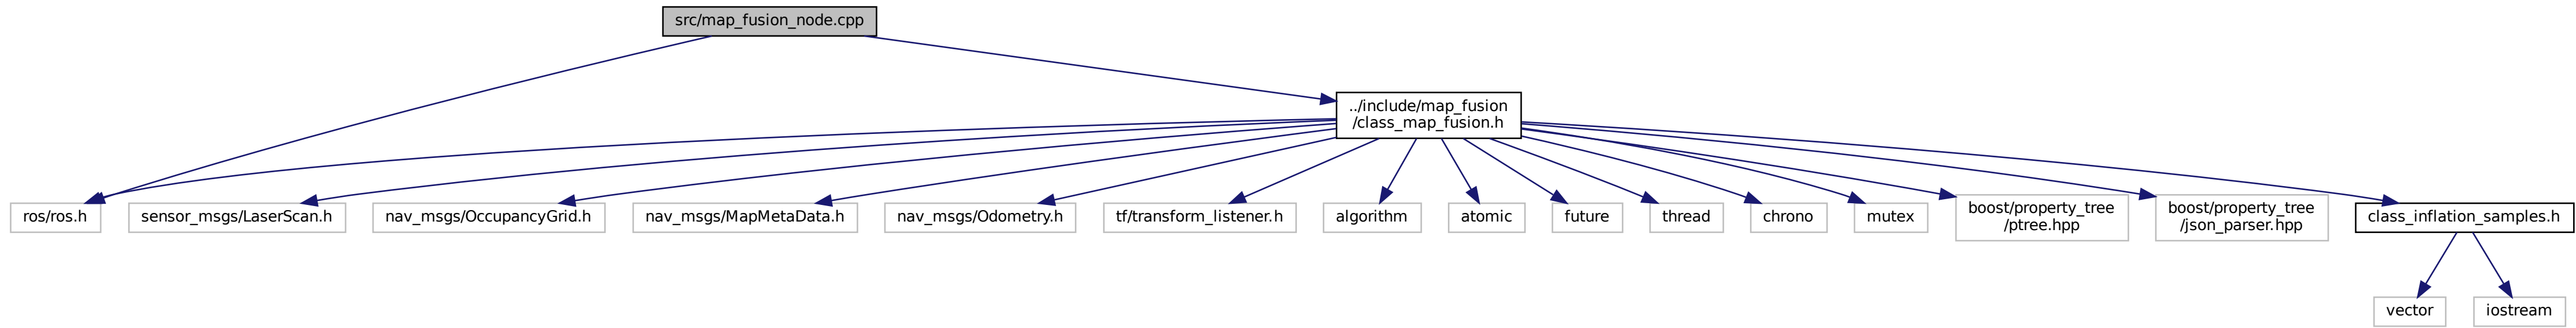 src/map_fusion_node.cpp
../include/map_fusion
/class_map_fusion.h
ros/ros.h
sensor_msgs/LaserScan.h
nav_msgs/OccupancyGrid.h
nav_msgs/MapMetaData.h
nav_msgs/Odometry.h
tf/transform_listener.h
algorithm
atomic
future
thread
chrono
mutex
boost/property_tree
/ptree.hpp
boost/property_tree
/json_parser.hpp
class_inflation_samples.h
vector
iostream